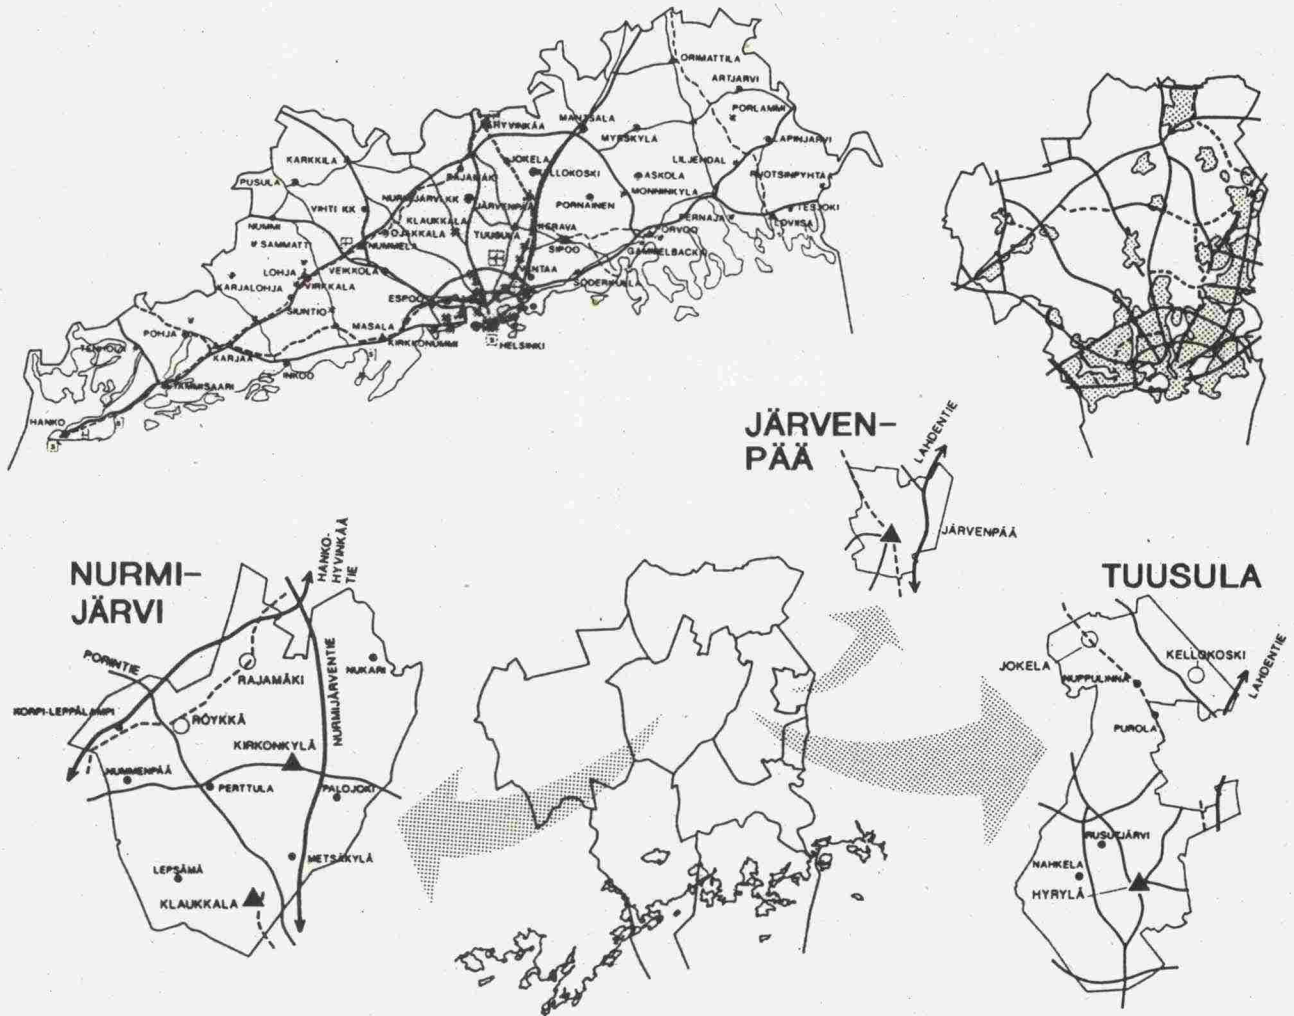 ORIMATTILA
ARTJÄRVI
PORLAMMI
HYVINKÄÄ
MÄNTSÄLÄ
MYRSKYLÄ
LAPINJÄRVI
KARKKILA
JOKELA
LILJENDAL
RAJAMÄKI
KELLOKOSKI
ASKOLA
RUOTSINPYHTÄÄ
PUSULA
MONNINKYLÄ
NURMIJÄRVI KK
JÄRVENPÄÄ
PORNAINEN
VIHTI KK
TESJOKI
KLAUKKALA
PERNAJA
LOVIISA
NUMMI
OJAKKALA
TUUSULA
KERAVA
PORVOO
SAMMATTI
NUMMELA
SIPOO
GAMMELBACKA
LOHJA
VEIKKOLA
VANTAA
KARJALOHJA
VIRKKALA
SÖDERKULLA
ESPOO
SIUNTIO
MASALA
POHJA
KIRKKONUMMI
HELSINKI
KARJAA
INKOO
TAMMISAARI
HANKO
JÄRVEN-
PÄÄ
LAHDENTIE
JÄRVENPÄÄ
NURMI-
JÄRVI
HANKO-
HYVINKÄÄ
TIE
PORINTIE
NUKARI
RAJAMÄKI
KORPI-LEPPÄLAMPI
RÖYKKÄ
NURMIJÄRVENTIE
KIRKONKYLÄ
NUMMENPÄÄ
PERTTULA
PALOJOKI
METSÄKYLÄ
LEPSÄMÄ
KLAUKKALA
TUUSULA
JOKELA
KELLOKOSKI
NUPPULINNA
LAHDENTIE
PUROLA
RUSUTJÄRVI
NAHKELA
HYRYLÄ